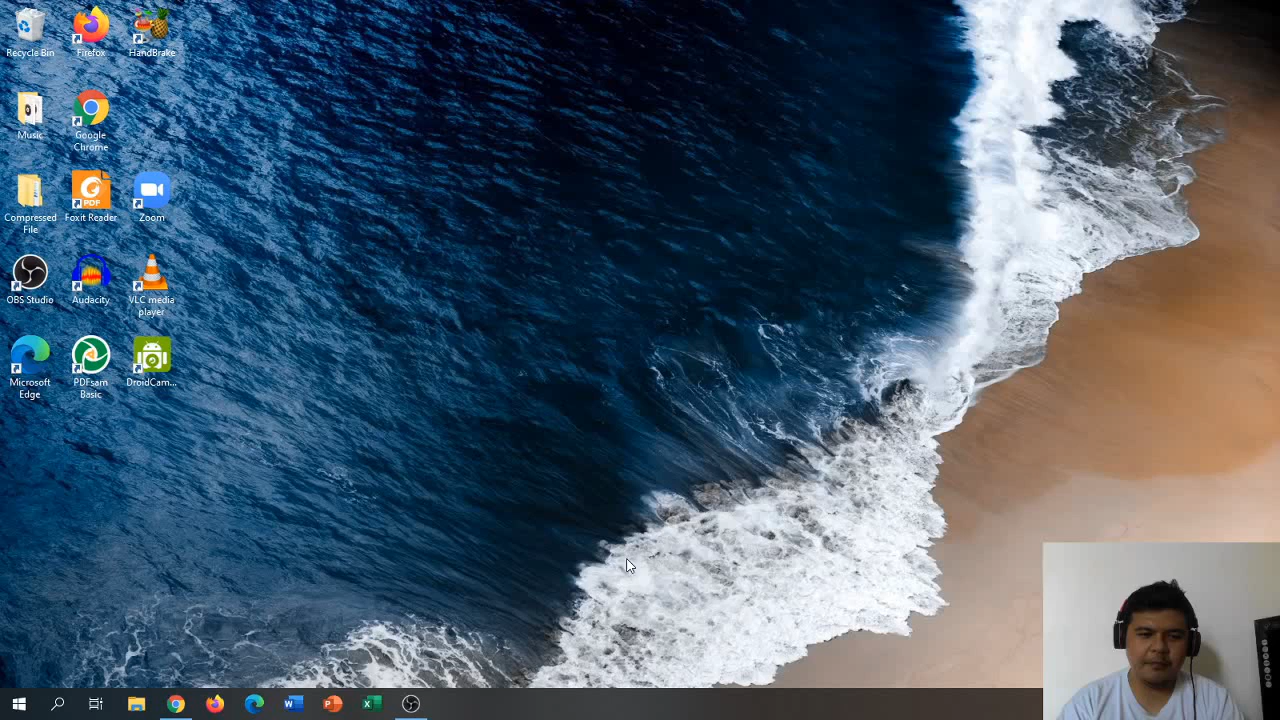 Recycle Bin
Firefox
HandBrake
Music
Google
Chrome
Compressed
File
Foxit Reader
PDF
Zoom
OBS Studio
Audacity
VLC media
player
Microsoft
Edge
PDFsam
Basic
DroidCam...